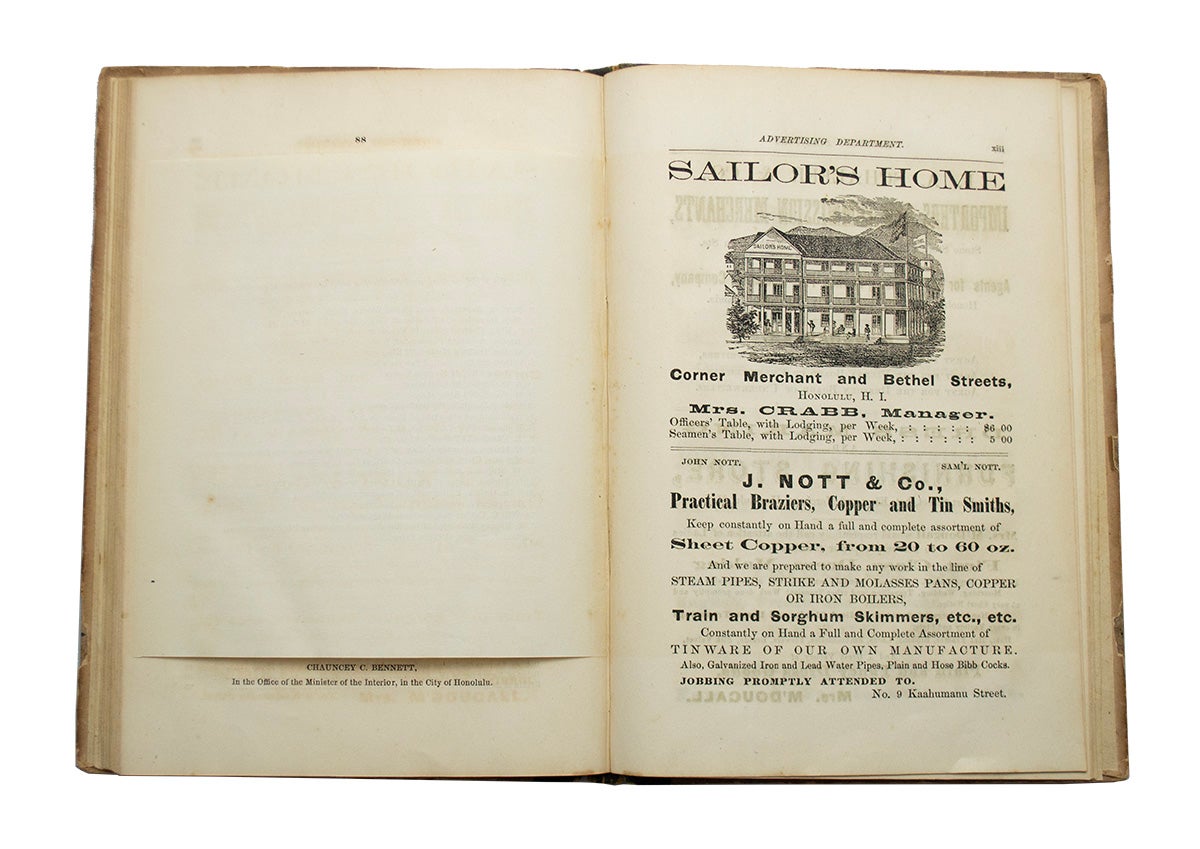 88
CHAUNCEY C. BENNETT,
In the Office of the Minister of the Interior, in the City of Honolulu.
ADVERTISING DEPARTMENT. xiii
SAILOR'S HOME
SAILOR'S HOME
Corner Merchant and Bethel Streets,
HONOLULU, H. I.
Mrs. CRABB, Manager.
Officers' Table, with Lodging, per Week, : : : : : $6 00
Seamen's Table, with Lodging, per Week, : : : : : : 5 00
JOHN NOTT. SAM'L NOTT.
J. NOTT & Co.,
Practical Braziers, Copper and Tin Smiths,
Keep constantly on Hand a full and complete assortment of
Sheet Copper, from 20 to 60 oz.
And we are prepared to make any work in the line of
STEAM PIPES, STRIKE AND MOLASSES PANS, COPPER
OR IRON BOILERS,
Train and Sorghum Skimmers, etc., etc.
Constantly on Hand a Full and Complete Assortment of
TINWARE OF OUR OWN MANUFACTURE.
Also, Galvanized Iron and Lead Water Pipes, Plain and Hose Bibb Cocks.
JOBBING PROMPTLY ATTENDED TO.
No. 9 Kaahumanu Street.